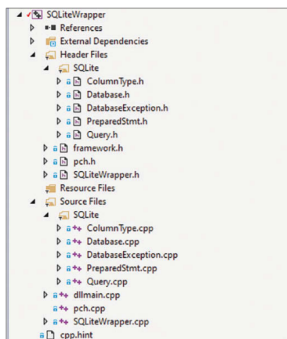 SQLiteWrapper
References
External Dependencies
Header Files
SQLite
ColumnType.h
Database.h
DatabaseException.h
PreparedStmt.h
Query.h
framework.h
pch.h
SQLiteWrapper.h
Resource Files
Source Files
SQLite
ColumnType.cpp
Database.cpp
DatabaseException.cpp
PreparedStmt.cpp
Query.cpp
dllmain.cpp
pch.cpp
SQLiteWrapper.cpp
cpp.hint